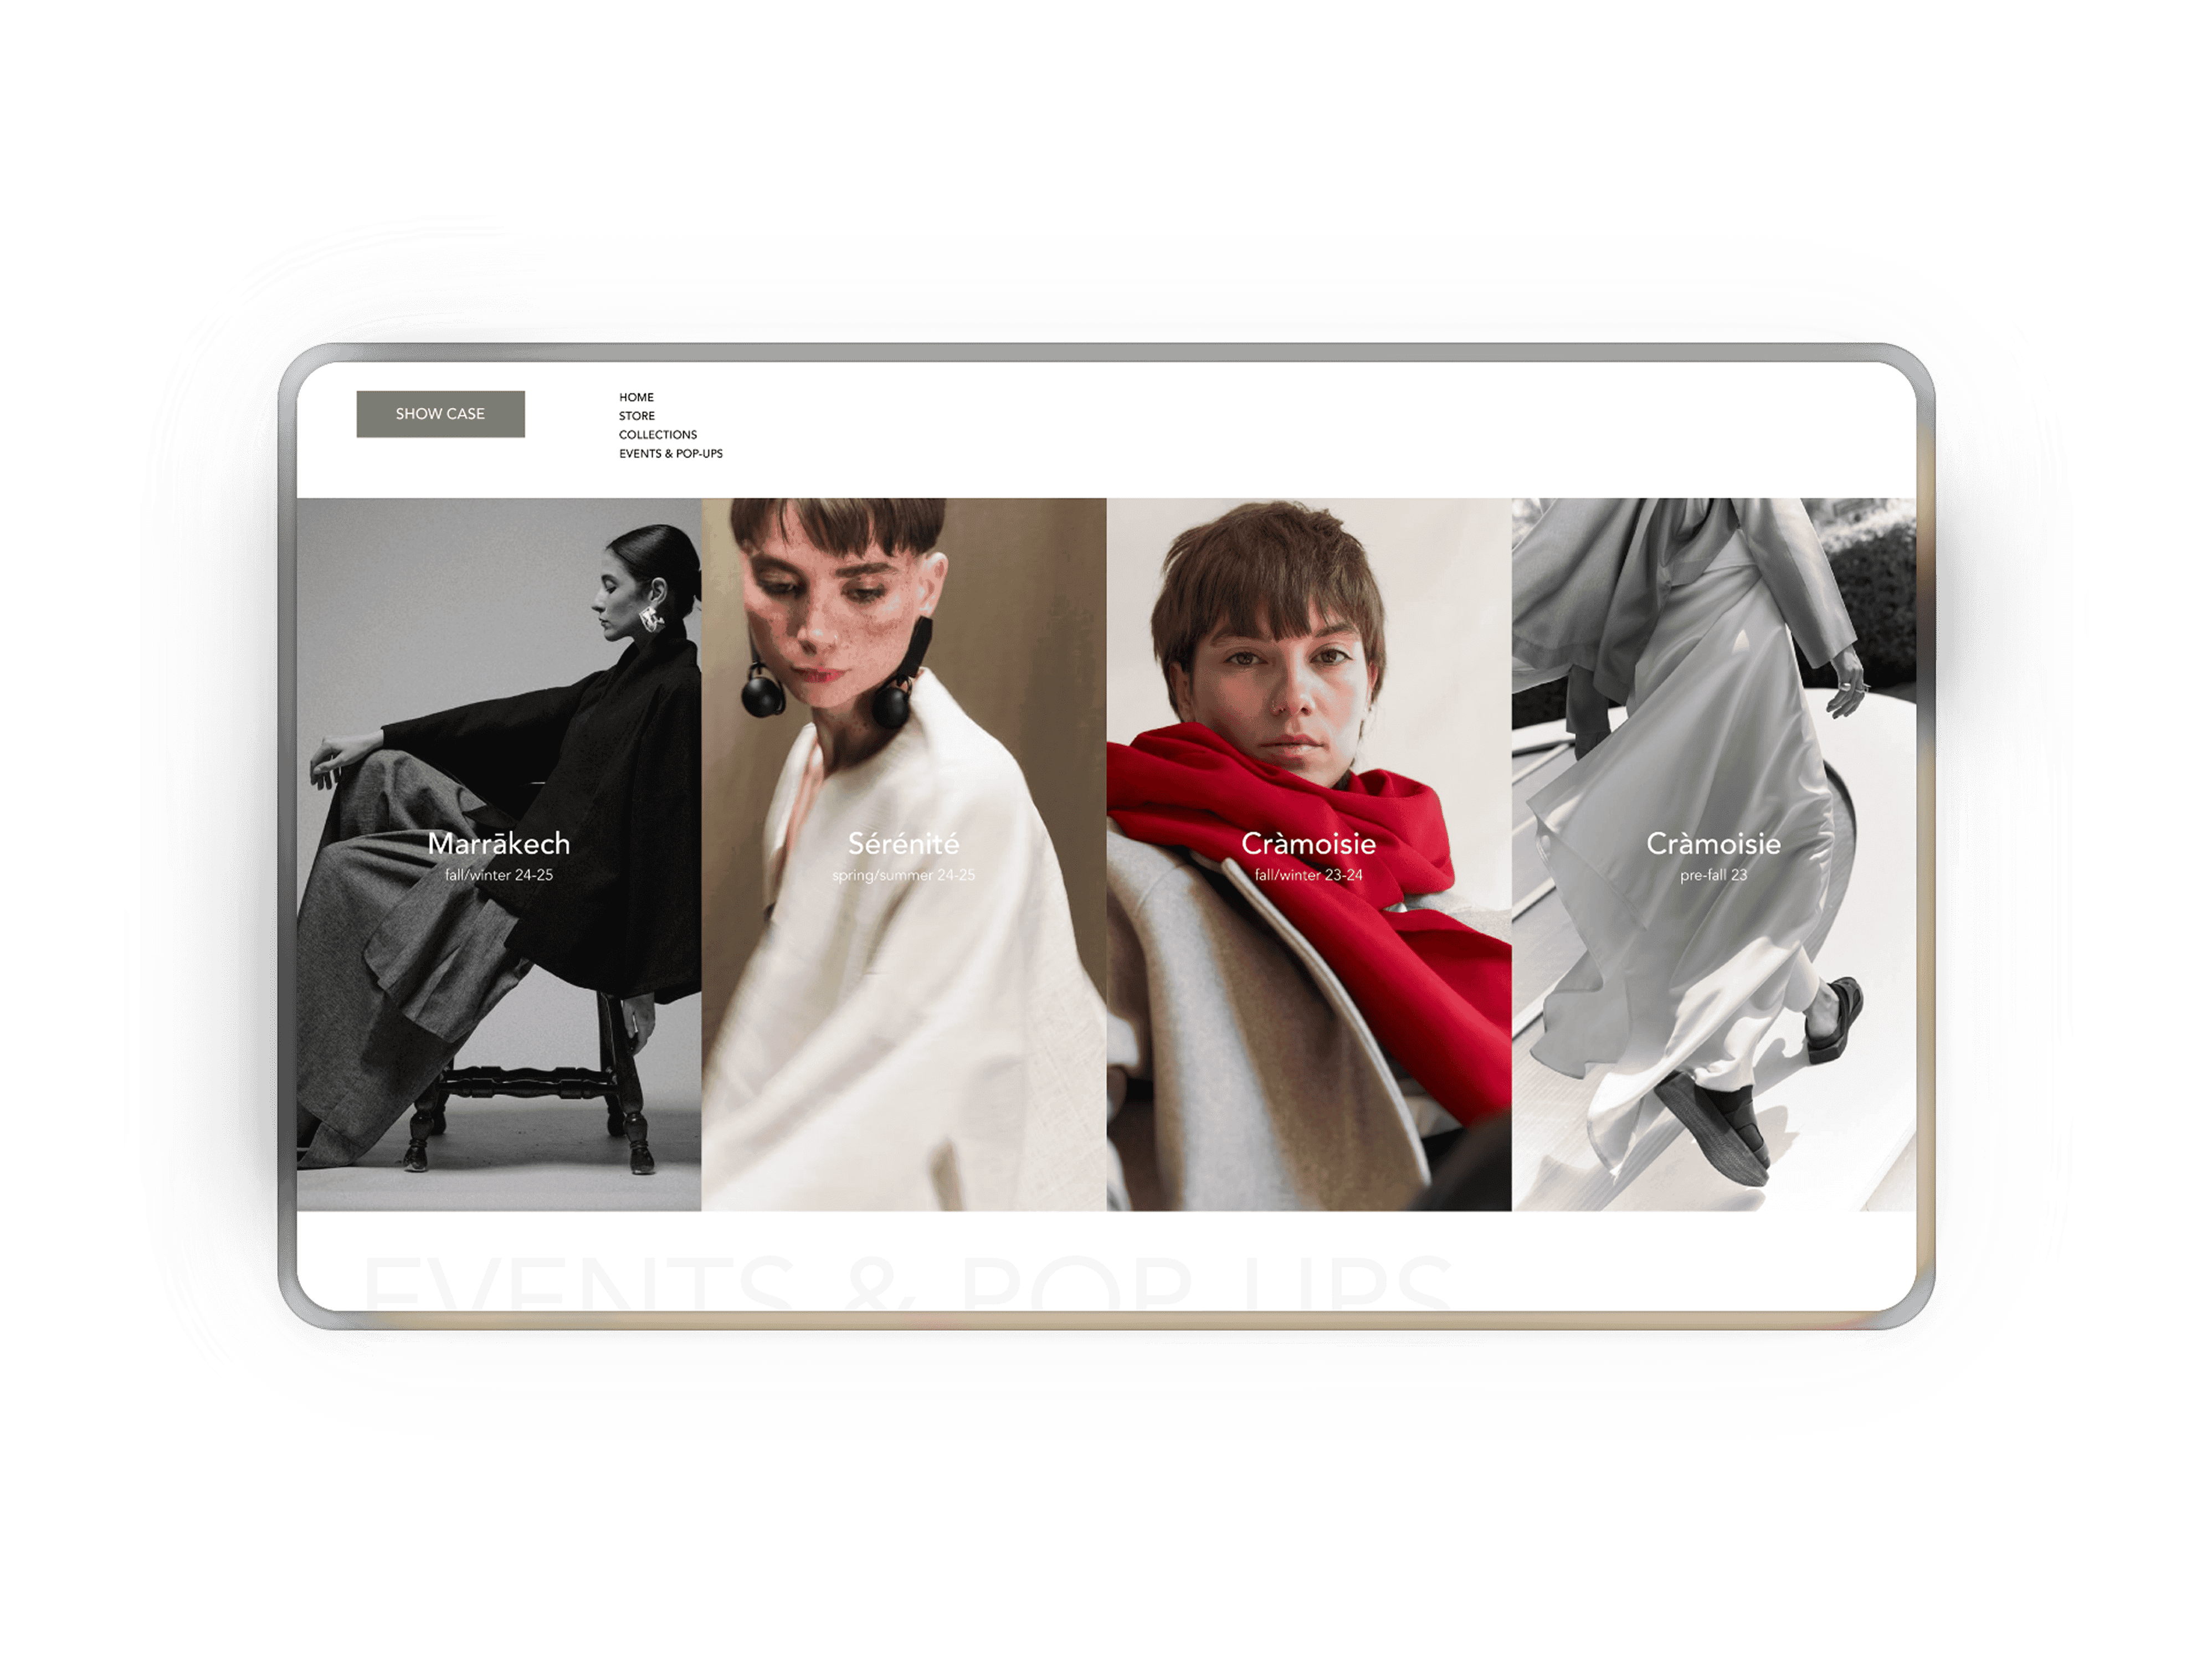 SHOW CASE
HOME
STORE
COLLECTIONS
EVENTS & POP-UPS
Marrākech
fall/winter 24-25
Sérénité
spring/summer 24-25
Cràmoisie
fall/winter 23-24
Cràmoisie
pre-fall 23
EVENTS & POP UPS